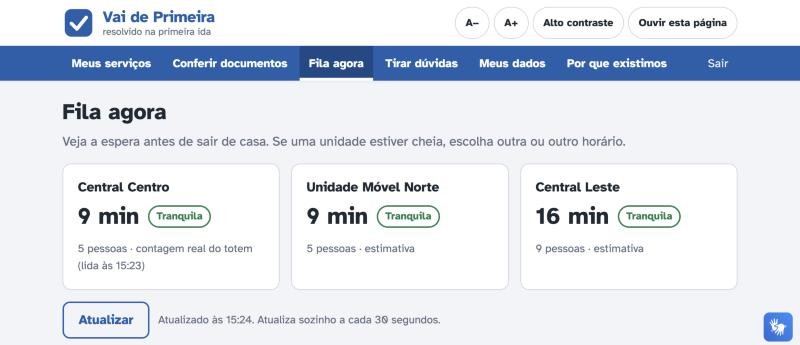 Vai de Primeira
resolvido na primeira ida
A− A+ Alto contraste Ouvir esta página
Meus serviços Conferir documentos Fila agora Tirar dúvidas Meus dados Por que existimos Sair
Fila agora
Veja a espera antes de sair de casa. Se uma unidade estiver cheia, escolha outra ou outro horário.
Central Centro
9 min Tranquila
5 pessoas · contagem real do totem
(lida às 15:23)
Unidade Móvel Norte
9 min Tranquila
5 pessoas · estimativa
Central Leste
16 min Tranquila
9 pessoas · estimativa
Atualizar Atualizado às 15:24. Atualiza sozinho a cada 30 segundos.